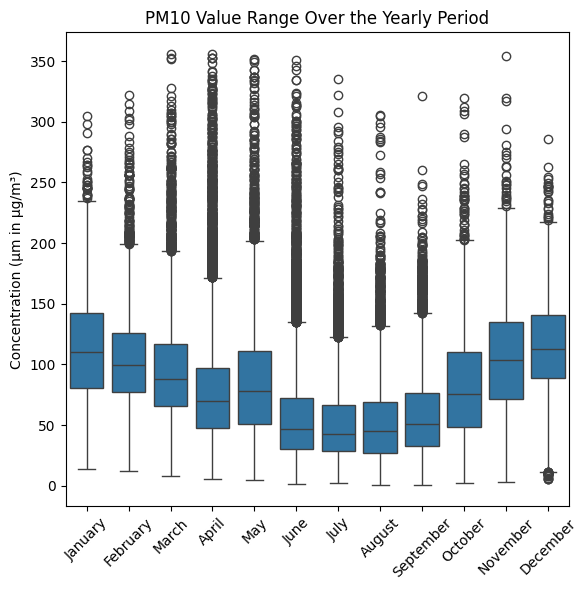 PM10 Value Range Over the Yearly Period
Concentration (µm in µg/m³)
350
300
250
200
150
100
50
0
January
February
March
April
May
June
July
August
September
October
November
December